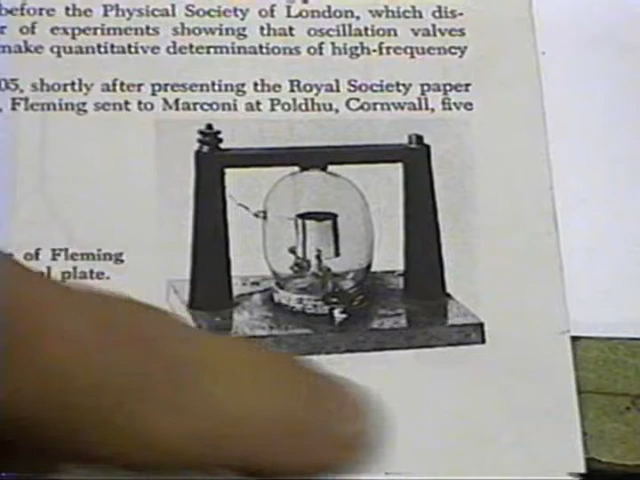 before the Physical Society of London, which dis-
of experiments showing that oscillation valves
make quantitative determinations of high-frequency
05, shortly after presenting the Royal Society paper
, Fleming sent to Marconi at Poldhu, Cornwall, five
of Fleming
plate.